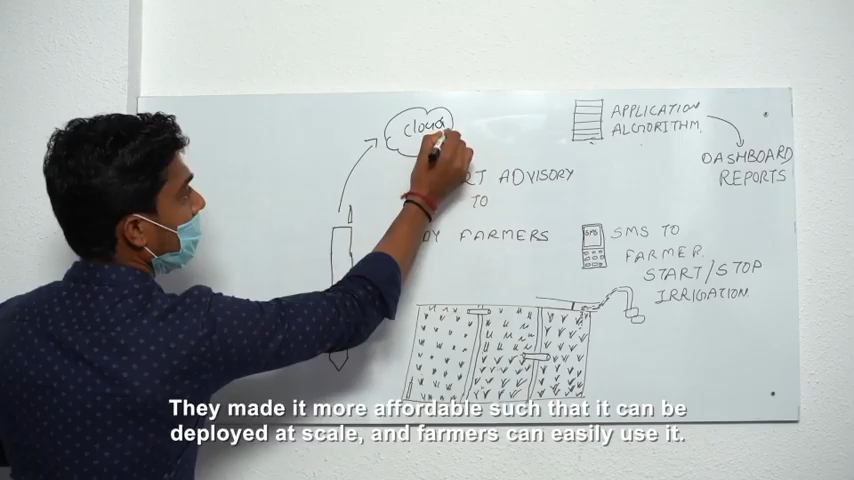 cloud
APPLICATION
ALGORITHM.
DASHBOARD
REPORTS
ADVISORY
TO
FARMERS
SMS
SMS TO
FARMER.
START/STOP
IRRIGATION
They made it more affordable such that it can be
deployed at scale, and farmers can easily use it.